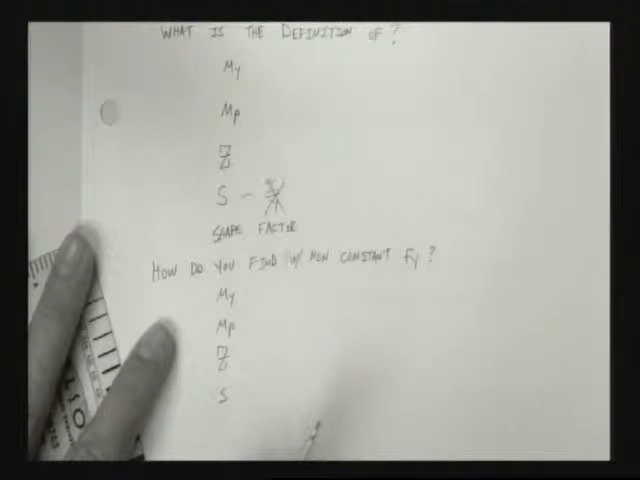 WHAT IS THE DEFINITION OF?
My
Mp
Z
S -
SHAPE FACTOR
HOW DO YOU FIND W/ NON CONSTANT Fy?
My
Mp
Z
S